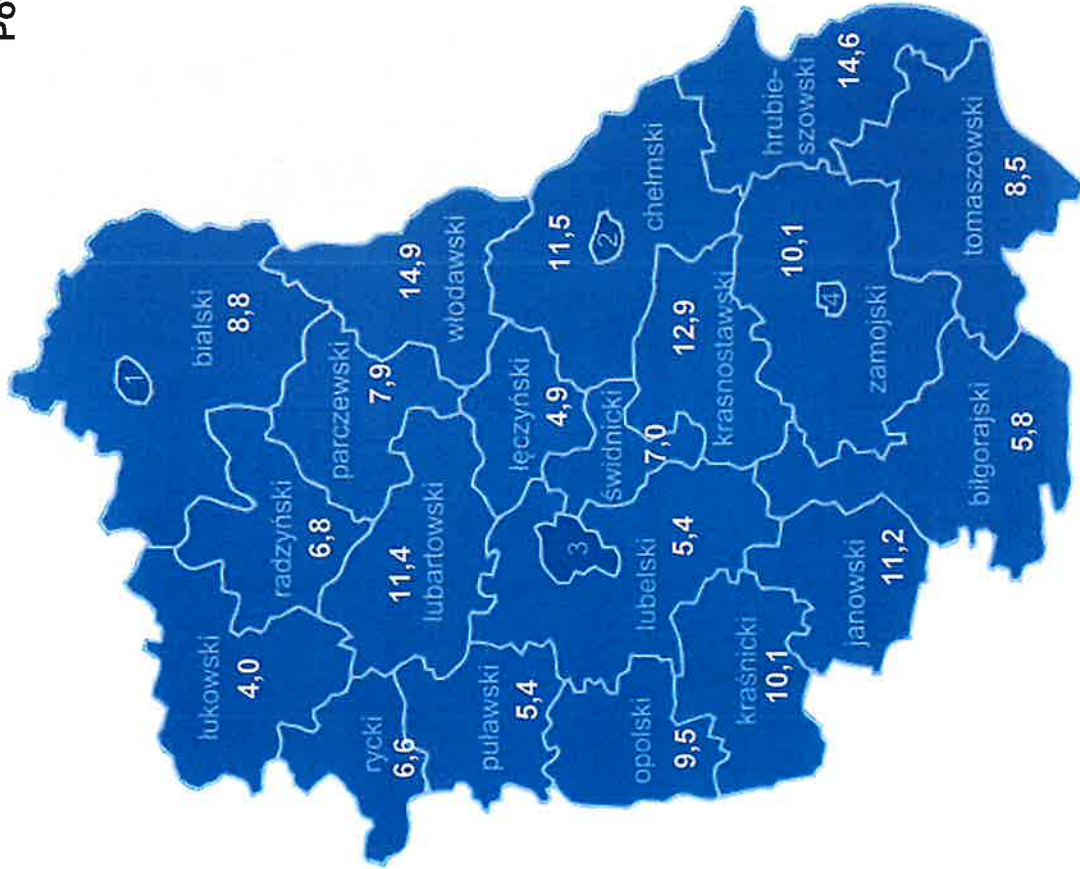 Po
1
bialski
8,8
łukowski
4,0
radzyński
6,8
parczewski
7,9
włodawski
14,9
rycki
6,6
lubartowski
11,4
puławski
5,4
łęczyński
4,9
świdnicki
7,0
11,5
2
chełmski
3
lubelski
5,4
opolski
9,5
krasnostawski
12,9
hrubie-
szowski
14,6
kraśnicki
10,1
janowski
11,2
10,1
4
zamojski
biłgorajski
5,8
tomaszowski
8,5